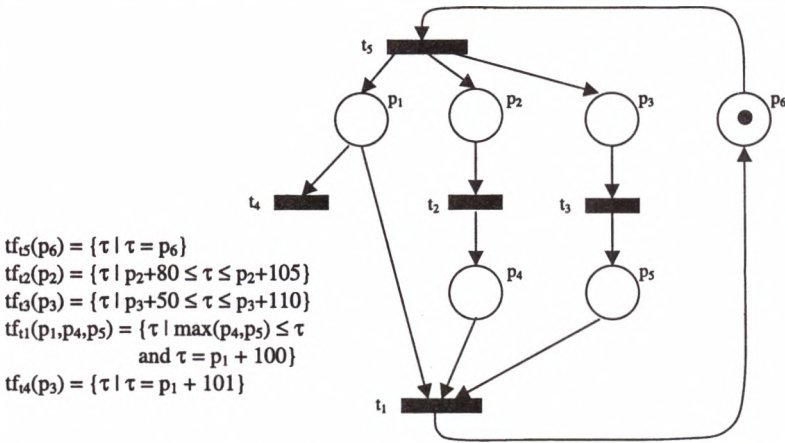 t5
p1
p2
p3
p6
t4
t2
t3
tft5(p6) = {τ | τ = p6}
tft2(p2) = {τ | p2+80 ≤ τ ≤ p2+105}
tft3(p3) = {τ | p3+50 ≤ τ ≤ p3+110}
tft1(p1,p4,p5) = {τ | max(p4,p5) ≤ τ
and τ = p1 + 100}
tft4(p3) = {τ | τ = p1 + 101}
p4
p5
t1